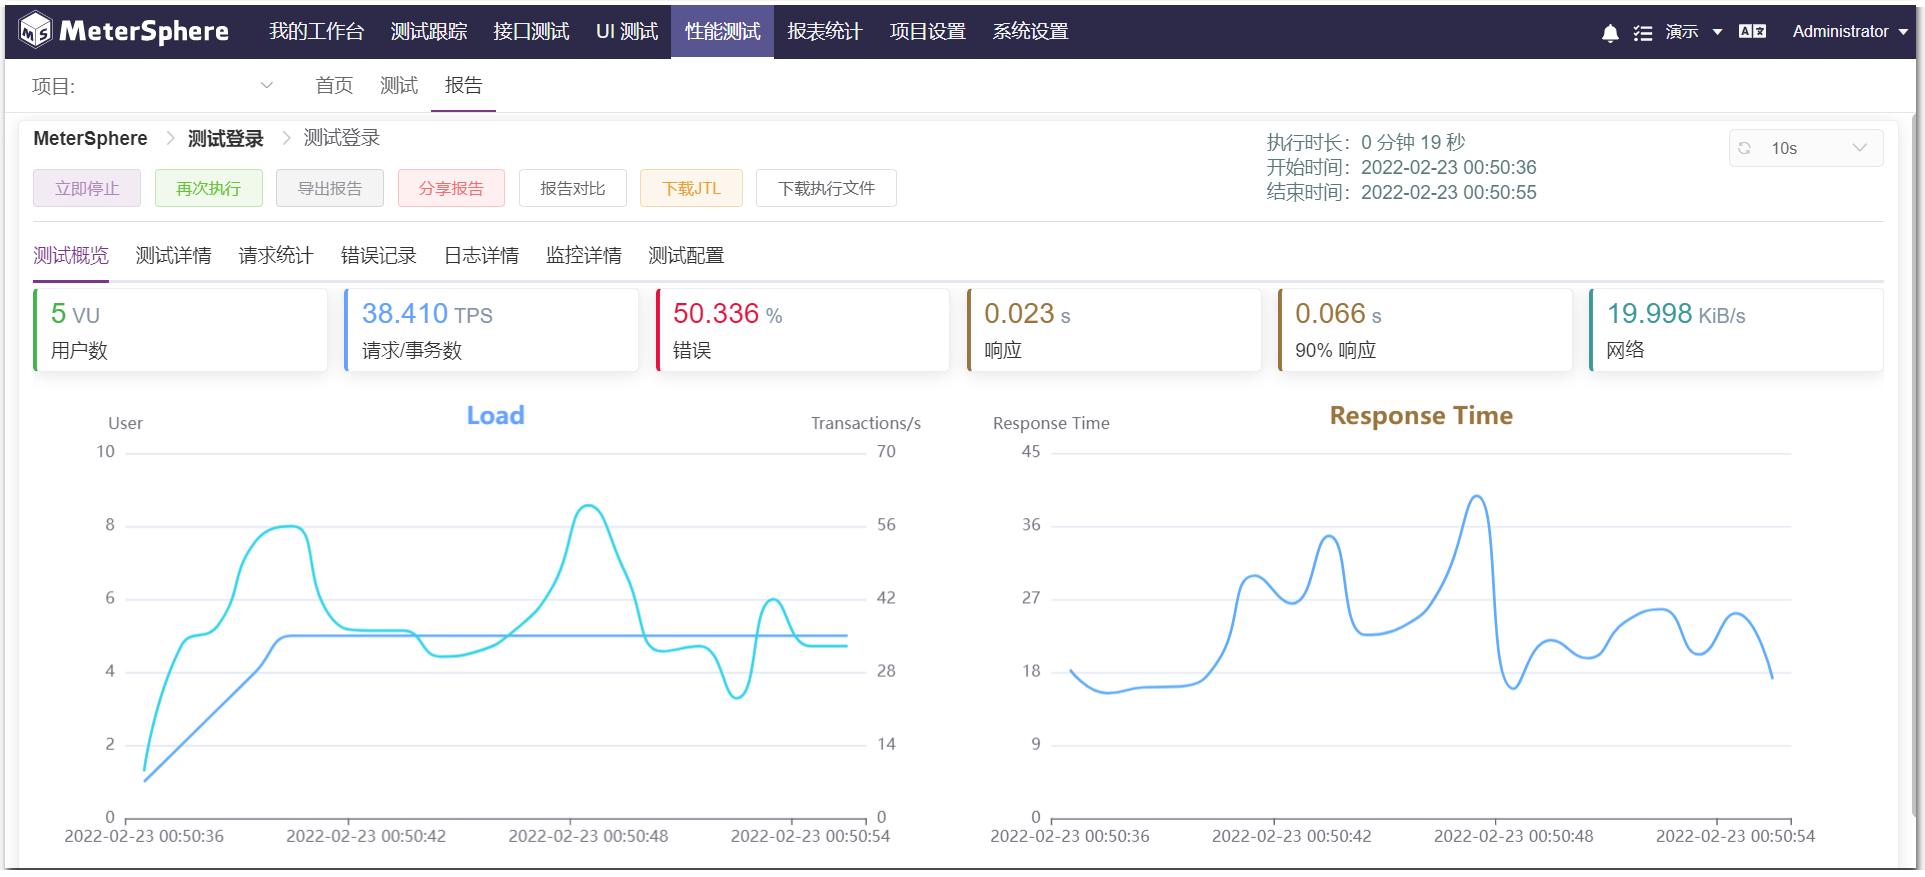 MeterSphere 我的工作台 测试跟踪 接口测试 UI 测试 性能测试 报表统计 项目设置 系统设置 演示 Administrator
项目: 首页 测试 报告
MeterSphere 测试登录 测试登录
执行时长：0 分钟 19 秒
开始时间：2022-02-23 00:50:36
结束时间：2022-02-23 00:50:55
10s
立即停止 再次执行 导出报告 分享报告 报告对比 下载JTL 下载执行文件
测试概览 测试详情 请求统计 错误记录 日志详情 监控详情 测试配置
5 VU
用户数
38.410 TPS
请求/事务数
50.336 %
错误
0.023 s
响应
0.066 s
90% 响应
19.998 KiB/s
网络
Load
User
Transactions/s
10 70
8 56
6 42
4 28
2 14
0 0
2022-02-23 00:50:36 2022-02-23 00:50:42 2022-02-23 00:50:48 2022-02-23 00:50:54
Response Time
Response Time
45
36
27
18
9
0
2022-02-23 00:50:36 2022-02-23 00:50:42 2022-02-23 00:50:48 2022-02-23 00:50:54